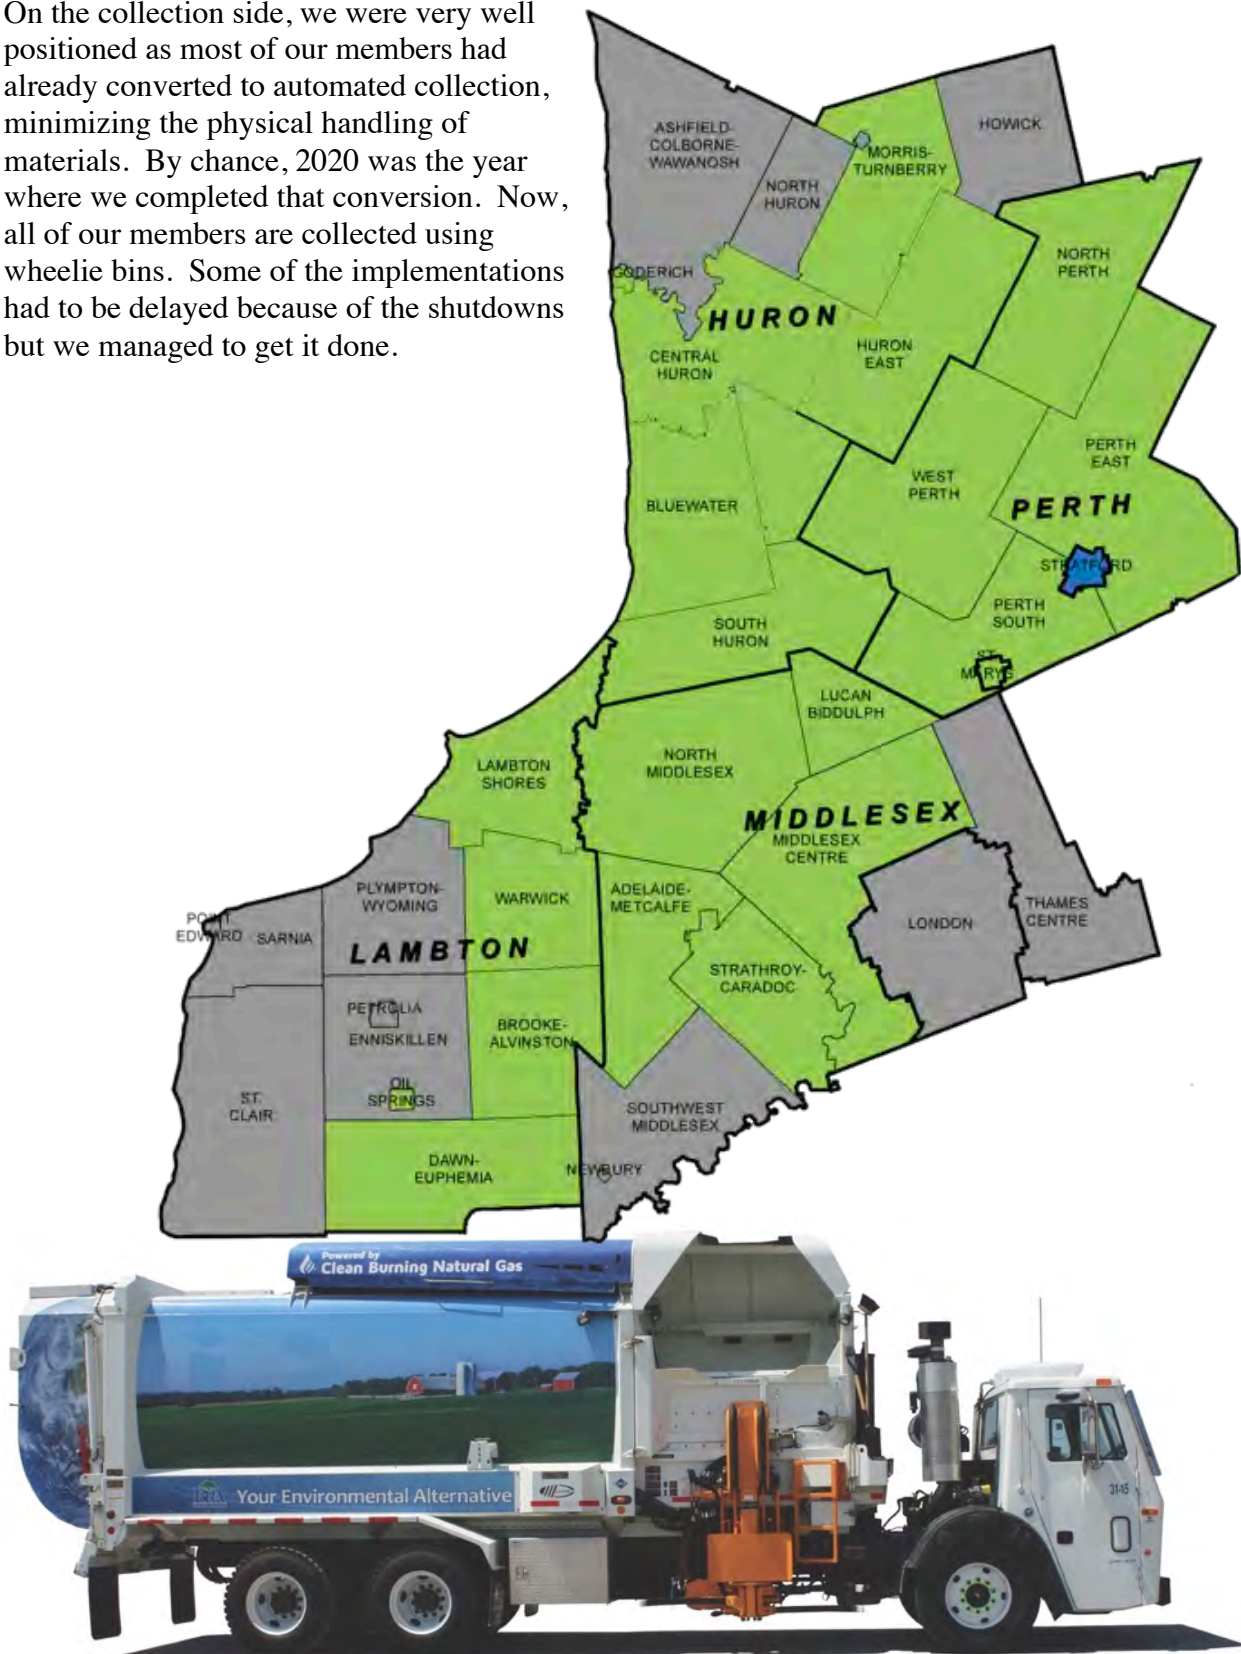 On the collection side, we were very well
positioned as most of our members had
already converted to automated collection,
minimizing the physical handling of
materials.  By chance, 2020 was the year
where we completed that conversion.  Now,
all of our members are collected using
wheelie bins.  Some of the implementations
had to be delayed because of the shutdowns
but we managed to get it done.
ASHFIELD-
COLBORNE-
WAWANOSH
HOWICK
MORRIS-
TURNBERRY
NORTH
HURON
NORTH
PERTH
GODERICH
HURON
CENTRAL
HURON
HURON
EAST
PERTH
EAST
WEST
PERTH
BLUEWATER
PERTH
STRATFORD
PERTH
SOUTH
SOUTH
HURON
ST.
MARYS
LUCAN
BIDDULPH
NORTH
MIDDLESEX
LAMBTON
SHORES
MIDDLESEX
MIDDLESEX
CENTRE
PLYMPTON-
WYOMING
WARWICK
ADELAIDE-
METCALFE
THAMES
CENTRE
LONDON
POINT
EDWARD
SARNIA
LAMBTON
STRATHROY-
CARADOC
PETROLIA
ENNISKILLEN
BROOKE-
ALVINSTON
OIL
SPRINGS
ST.
CLAIR
SOUTHWEST
MIDDLESEX
DAWN-
EUPHEMIA
NEWBURY
Powered by
Clean Burning Natural Gas
Your Environmental Alternative
31-15